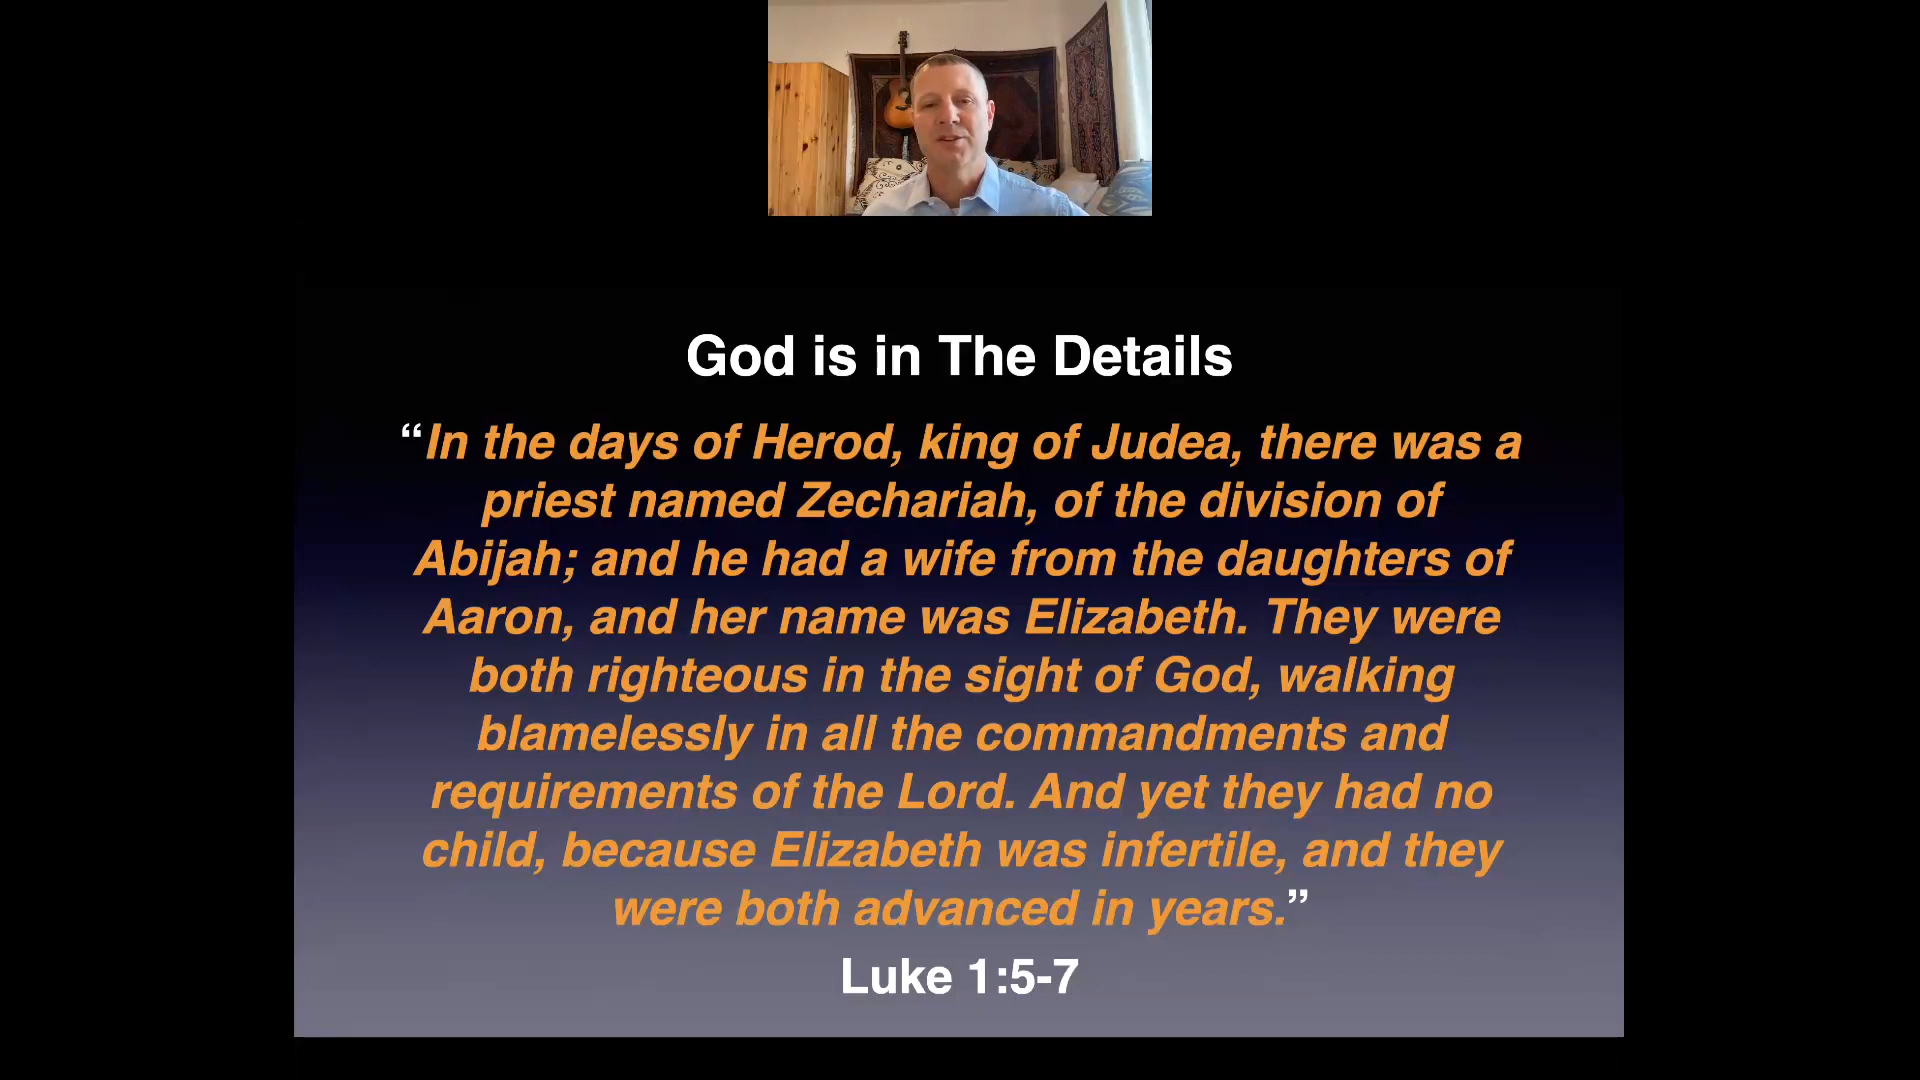 God is in The Details
“In the days of Herod, king of Judea, there was a
priest named Zechariah, of the division of
Abijah; and he had a wife from the daughters of
Aaron, and her name was Elizabeth. They were
both righteous in the sight of God, walking
blamelessly in all the commandments and
requirements of the Lord. And yet they had no
child, because Elizabeth was infertile, and they
were both advanced in years.”
Luke 1:5-7